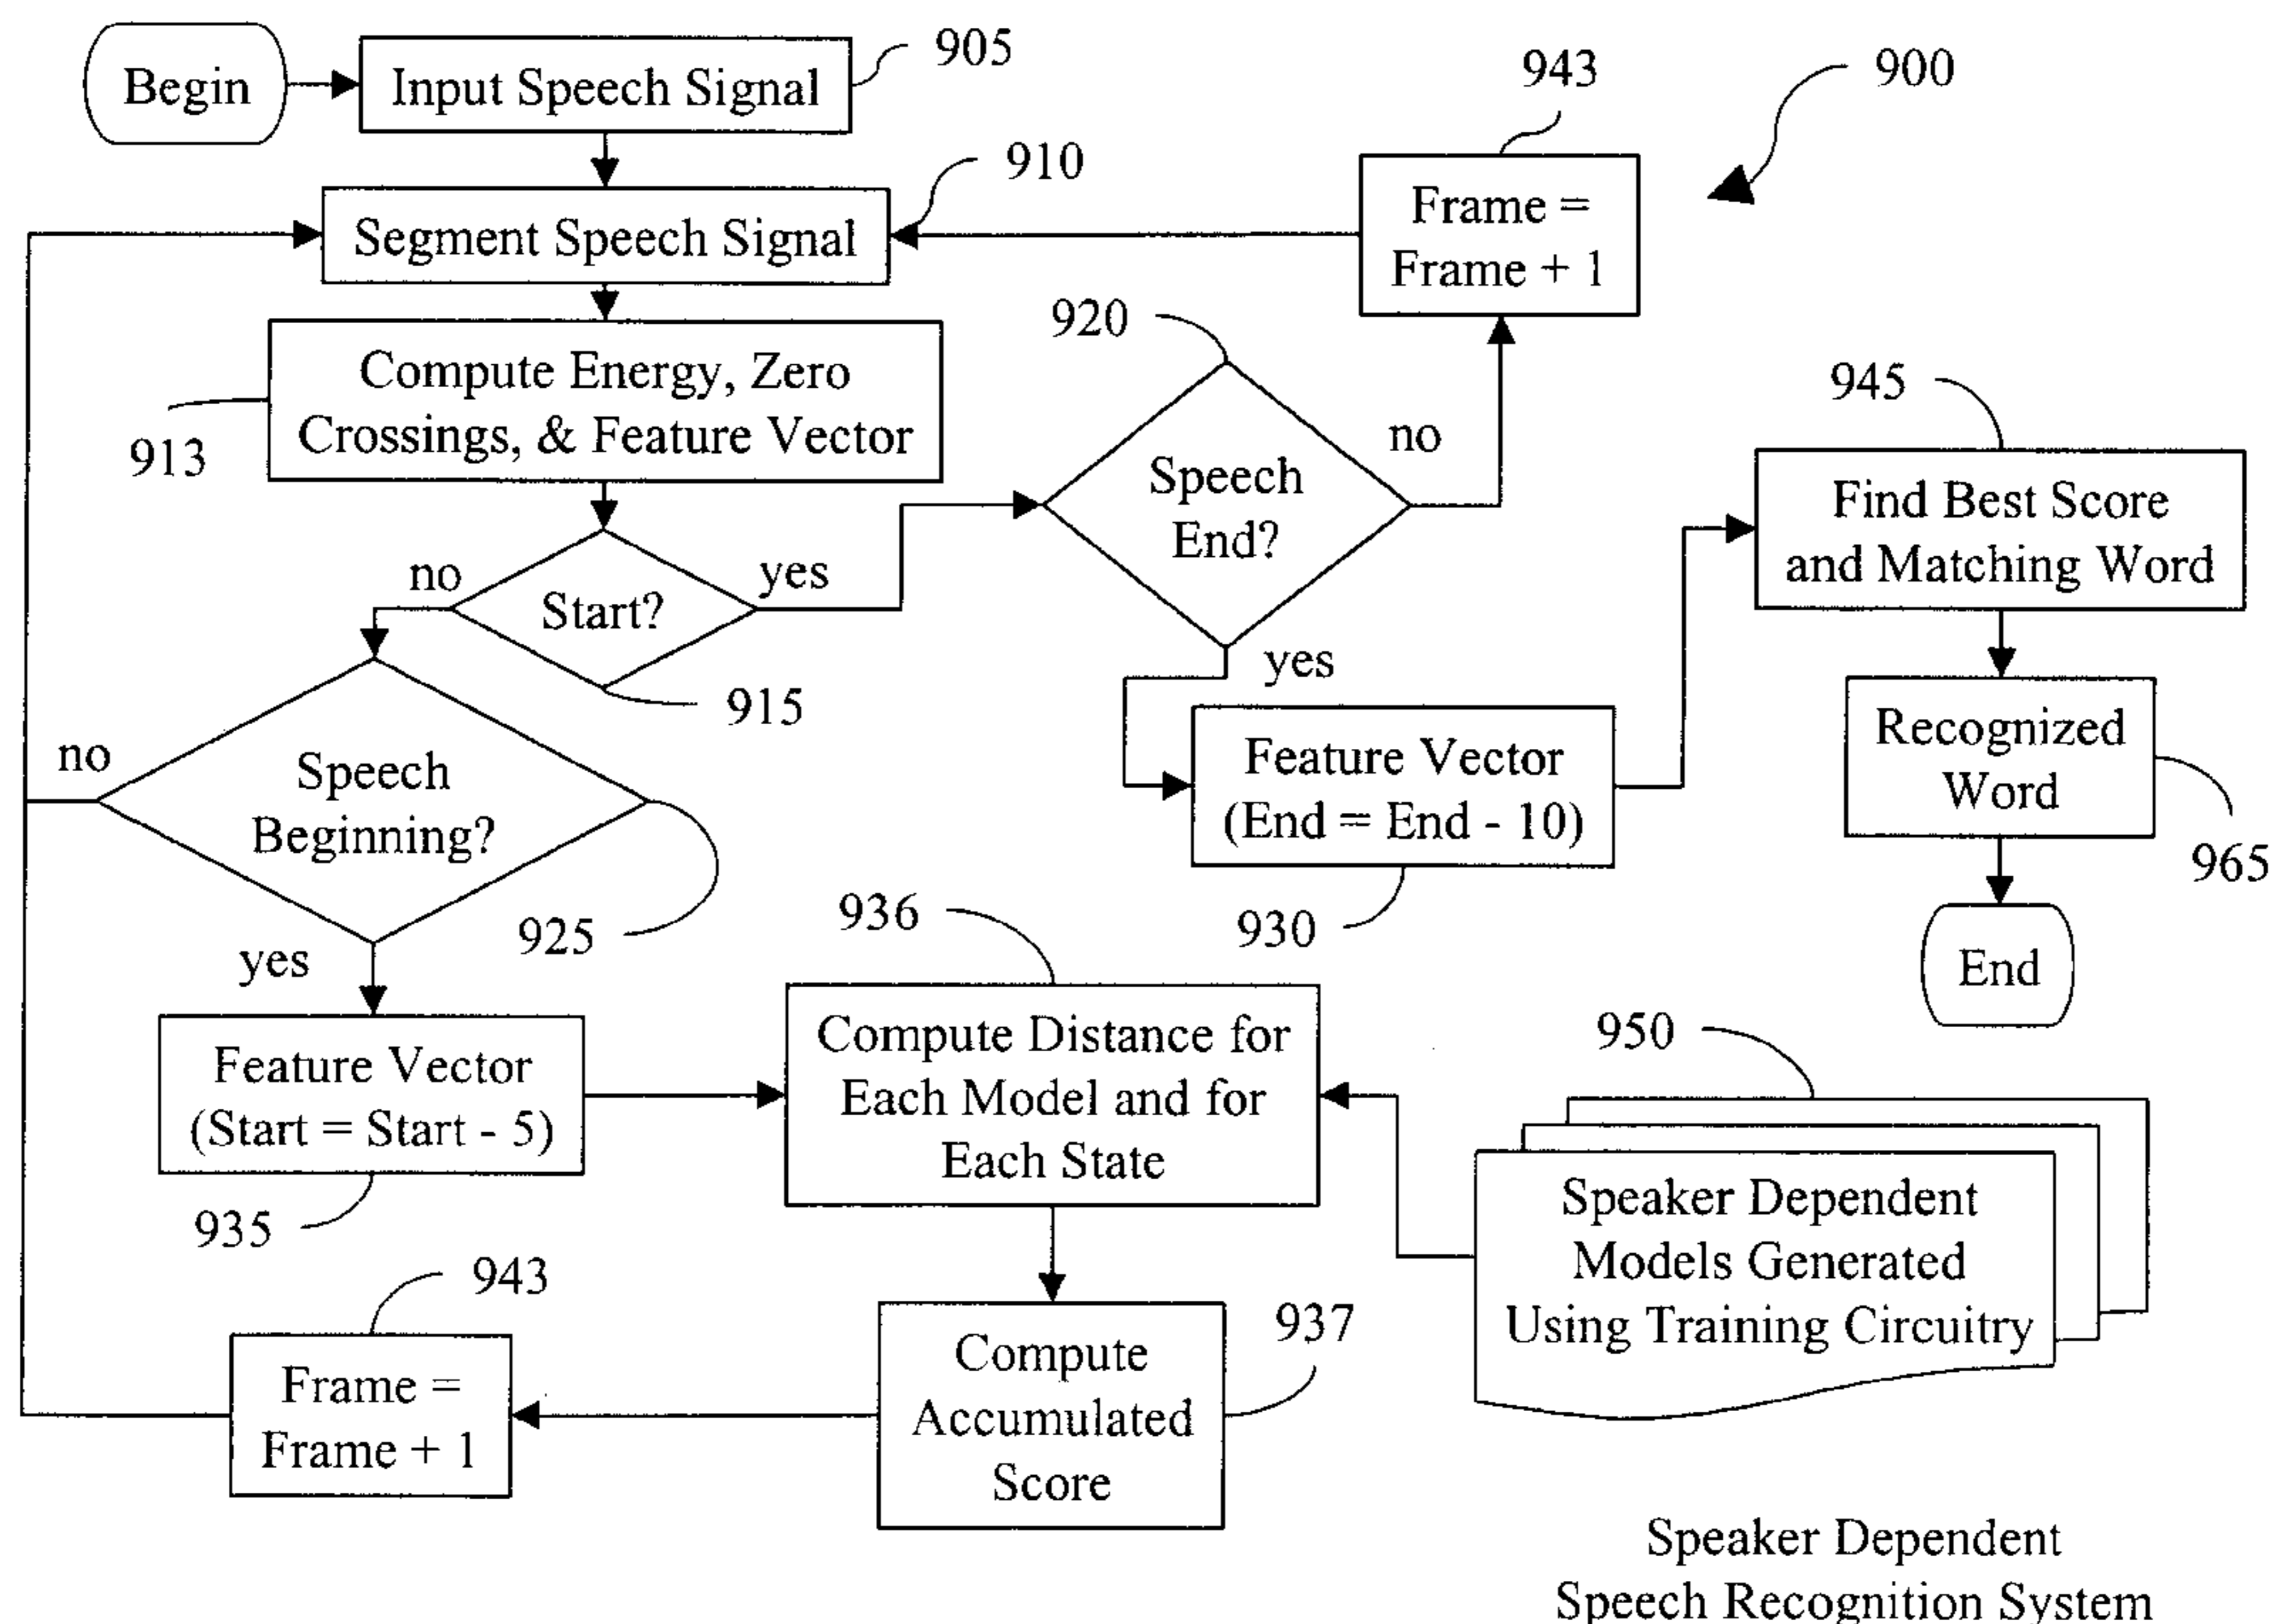 Begin
Input Speech Signal
905
943
900
910
Segment Speech Signal
Frame =
Frame + 1
920
Compute Energy, Zero
Crossings, & Feature Vector
913
Speech
End?
no
945
Find Best Score
and Matching Word
no
Start?
yes
915
yes
Feature Vector
(End = End - 10)
930
Recognized
Word
965
End
no
Speech
Beginning?
925
yes
Feature Vector
(Start = Start - 5)
935
936
Compute Distance for
Each Model and for
Each State
950
Speaker Dependent
Models Generated
Using Training Circuitry
943
Frame =
Frame + 1
Compute
Accumulated
Score
937
Speaker Dependent
Speech Recognition System